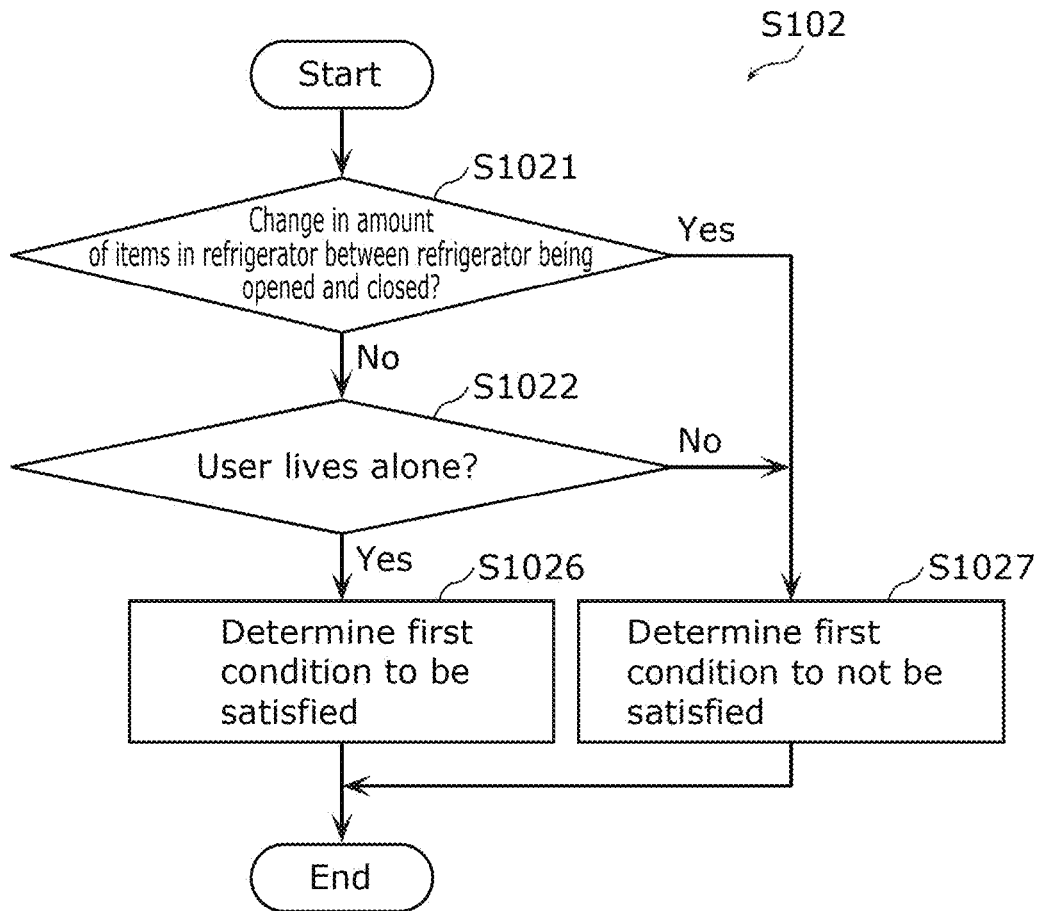 S102
Start
S1021
Change in amount
of items in refrigerator between refrigerator being
opened and closed?
Yes
No
S1022
User lives alone?
No
Yes
S1026
Determine first
condition to be
satisfied
S1027
Determine first
condition to not be
satisfied
End